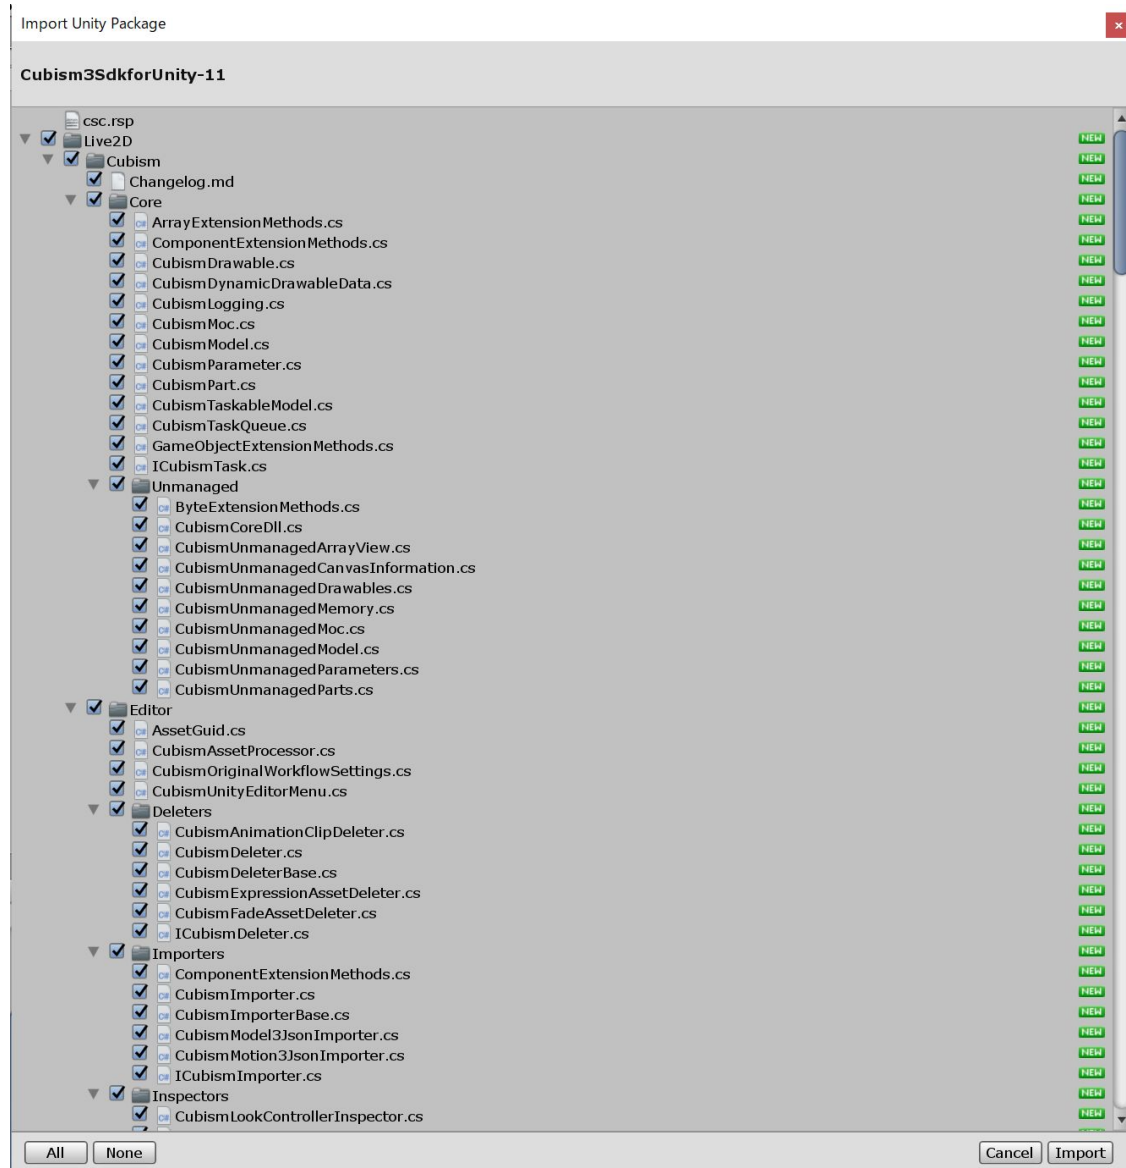 Import Unity Package
Cubism3SdkforUnity-11
csc.rsp
Live2D NEW
Cubism NEW
Changelog.md NEW
Core NEW
ArrayExtensionMethods.cs NEW
ComponentExtensionMethods.cs NEW
CubismDrawable.cs NEW
CubismDynamicDrawableData.cs NEW
CubismLogging.cs NEW
CubismMoc.cs NEW
CubismModel.cs NEW
CubismParameter.cs NEW
CubismPart.cs NEW
CubismTaskableModel.cs NEW
CubismTaskQueue.cs NEW
GameObjectExtensionMethods.cs NEW
ICubismTask.cs NEW
Unmanaged NEW
ByteExtensionMethods.cs NEW
CubismCoreDll.cs NEW
CubismUnmanagedArrayView.cs NEW
CubismUnmanagedCanvasInformation.cs NEW
CubismUnmanagedDrawables.cs NEW
CubismUnmanagedMemory.cs NEW
CubismUnmanagedMoc.cs NEW
CubismUnmanagedModel.cs NEW
CubismUnmanagedParameters.cs NEW
CubismUnmanagedParts.cs NEW
Editor NEW
AssetGuid.cs NEW
CubismAssetProcessor.cs NEW
CubismOriginalWorkflowSettings.cs NEW
CubismUnityEditorMenu.cs NEW
Deleters NEW
CubismAnimationClipDeleter.cs NEW
CubismDeleter.cs NEW
CubismDeleterBase.cs NEW
CubismExpressionAssetDeleter.cs NEW
CubismFadeAssetDeleter.cs NEW
ICubismDeleter.cs NEW
Importers NEW
ComponentExtensionMethods.cs NEW
CubismImporter.cs NEW
CubismImporterBase.cs NEW
CubismModel3JsonImporter.cs NEW
CubismMotion3JsonImporter.cs NEW
ICubismImporter.cs NEW
Inspectors NEW
CubismLookControllerInspector.cs NEW
All None Cancel Import